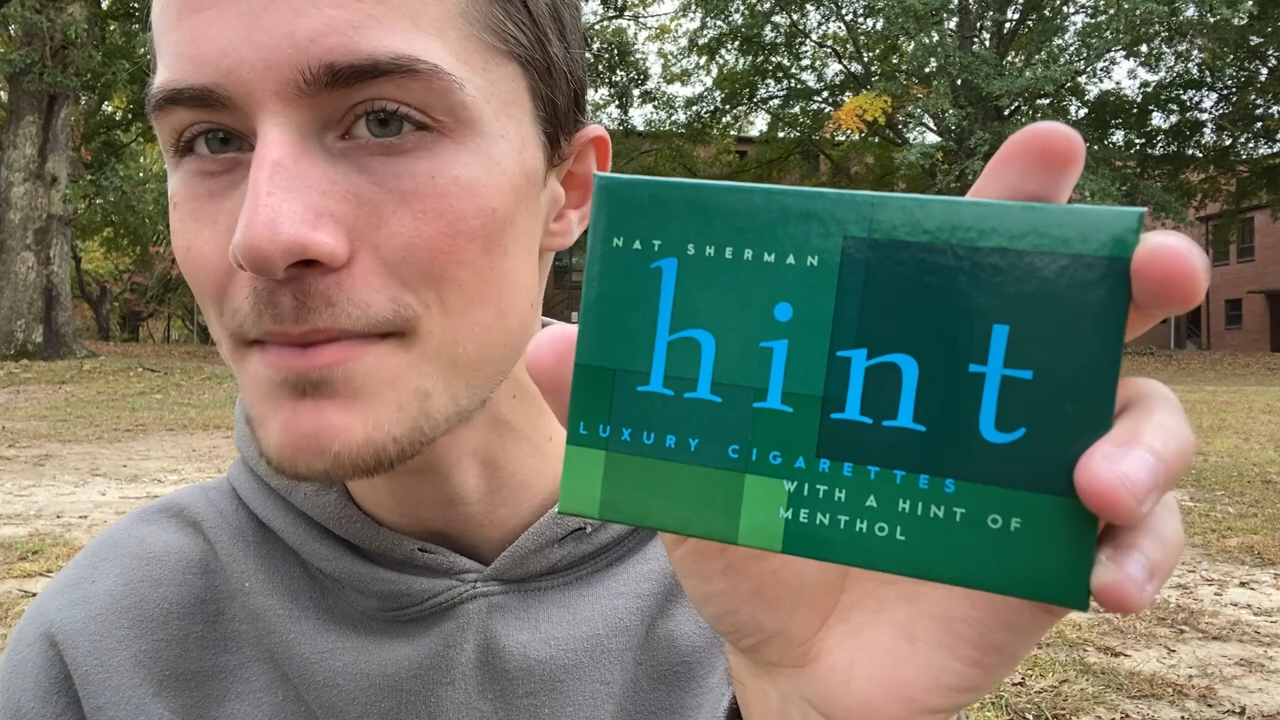 NAT SHERMAN
hint
LUXURY CIGARETTES
WITH A HINT OF
MENTHOL